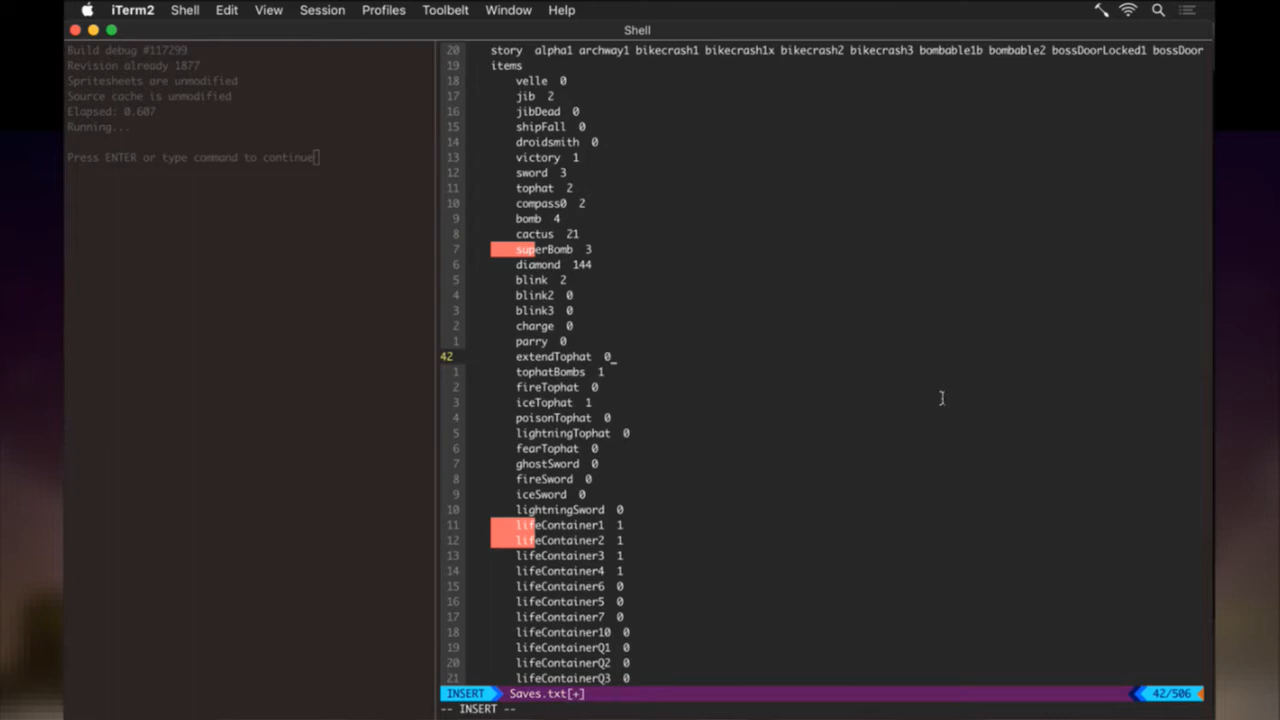 iTerm2 Shell Edit View Session Profiles Toolbelt Window Help
Shell
Build debug #117299
Revision already 1877
Spritesheets are unmodified
Source cache is unmodified
Elapsed: 0.607
Running...
Press ENTER or type command to continue
20 story alpha1 archway1 bikecrash1 bikecrash1x bikecrash2 bikecrash3 bombable1b bombable2 bossDoorLocked1 bossDoor
19 items
18 velle 0
17 jib 2
16 jibDead 0
15 shipFall 0
14 droidsmith 0
13 victory 1
12 sword 3
11 tophat 2
10 compass0 2
9 bomb 4
8 cactus 21
7 superBomb 3
6 diamond 144
5 blink 2
4 blink2 0
3 blink3 0
2 charge 0
1 parry 0
42 extendTophat 0_
1 tophatBombs 1
2 fireTophat 0
3 iceTophat 1
4 poisonTophat 0
5 lightningTophat 0
6 fearTophat 0
7 ghostSword 0
8 fireSword 0
9 iceSword 0
10 lightningSword 0
11 lifeContainer1 1
12 lifeContainer2 1
13 lifeContainer3 1
14 lifeContainer4 1
15 lifeContainer6 0
16 lifeContainer5 0
17 lifeContainer7 0
18 lifeContainer10 0
19 lifeContainerQ1 0
20 lifeContainerQ2 0
21 lifeContainerQ3 0
INSERT Saves.txt[+] 42/506
-- INSERT --